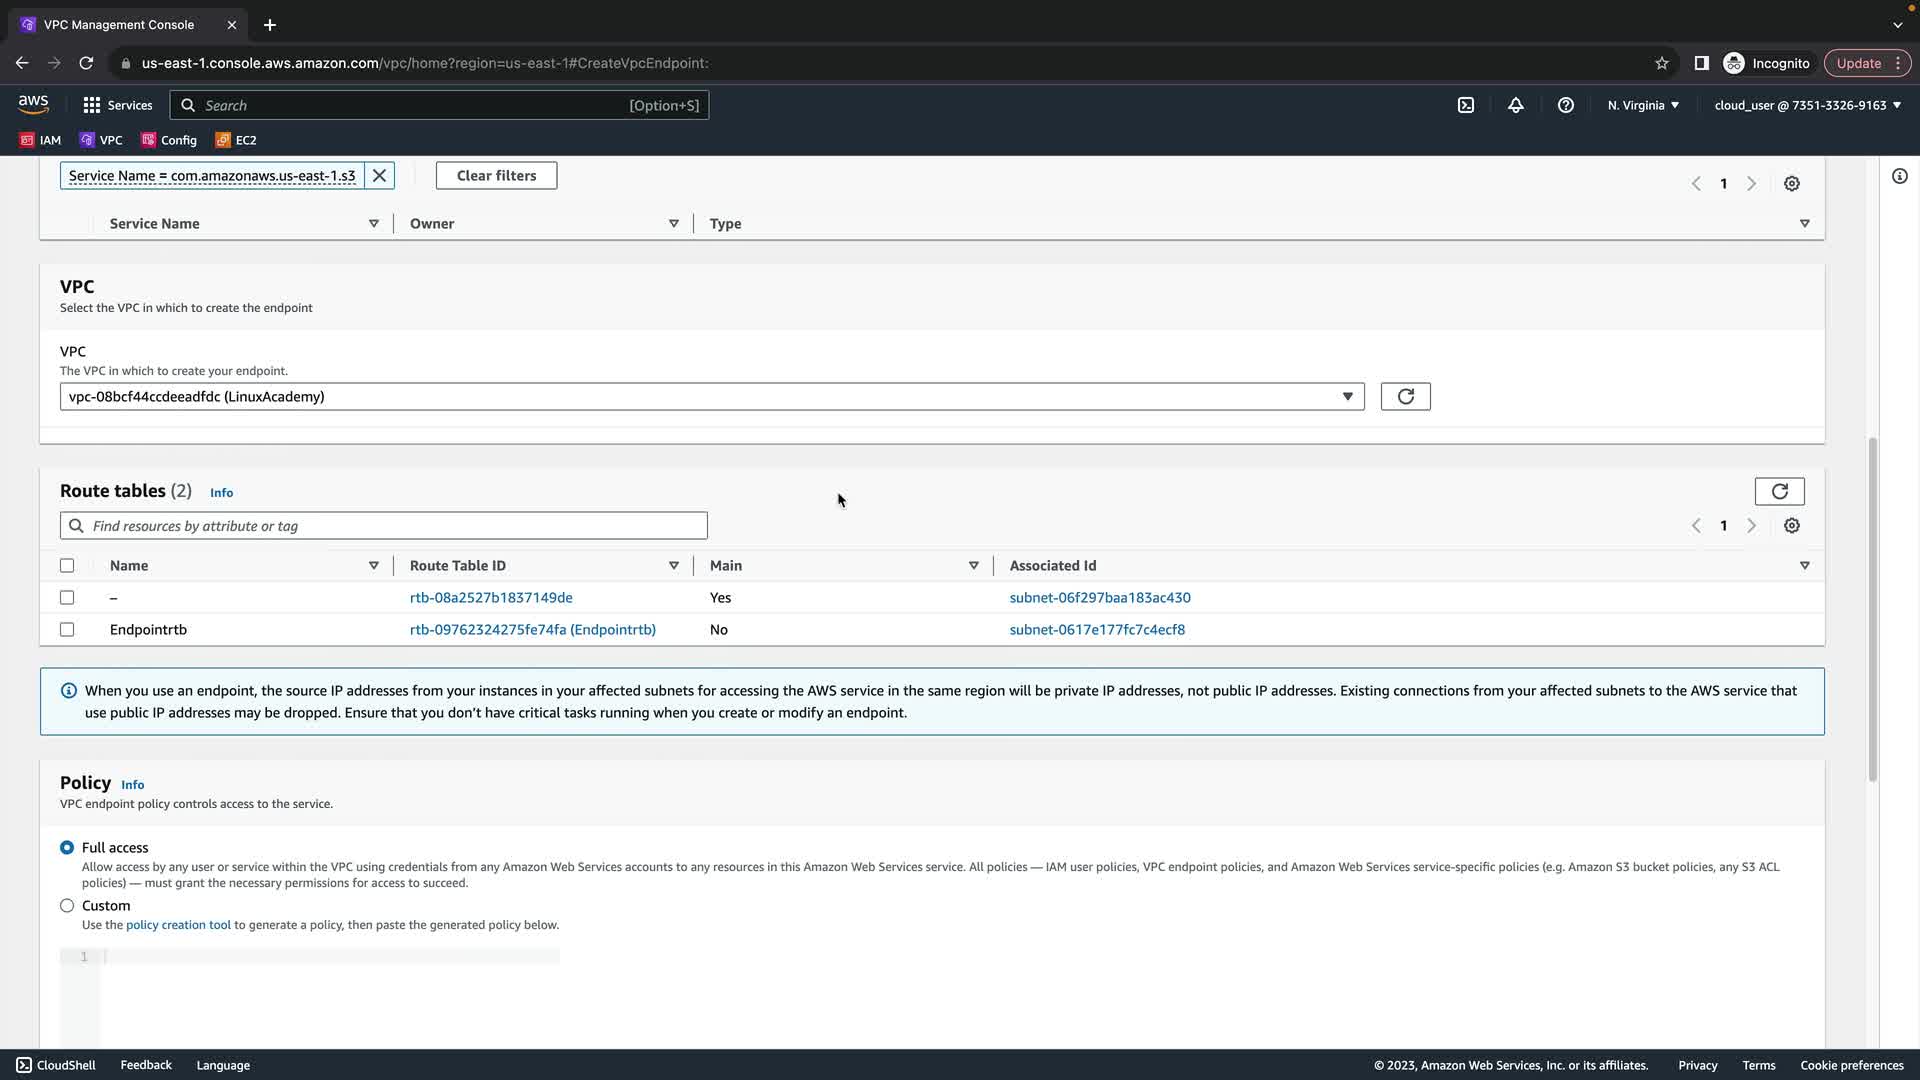 VPC Management Console
us-east-1.console.aws.amazon.com/vpc/home?region=us-east-1#CreateVpcEndpoint:
Incognito
Update
aws
Services
Search
[Option+S]
N. Virginia
cloud_user @ 7351-3326-9163
IAM
VPC
Config
EC2
Service Name = com.amazonaws.us-east-1.s3
Clear filters
1
Service Name
Owner
Type
VPC
Select the VPC in which to create the endpoint
VPC
The VPC in which to create your endpoint.
vpc-08bcf44ccdeeadfdc (LinuxAcademy)
Route tables (2) Info
Find resources by attribute or tag
1
Name
Route Table ID
Main
Associated Id
–
rtb-08a2527b1837149de
Yes
subnet-06f297baa183ac430
Endpointrtb
rtb-09762324275fe74fa (Endpointrtb)
No
subnet-0617e177fc7c4ecf8
When you use an endpoint, the source IP addresses from your instances in your affected subnets for accessing the AWS service in the same region will be private IP addresses, not public IP addresses. Existing connections from your affected subnets to the AWS service that
use public IP addresses may be dropped. Ensure that you don't have critical tasks running when you create or modify an endpoint.
Policy Info
VPC endpoint policy controls access to the service.
Full access
Allow access by any user or service within the VPC using credentials from any Amazon Web Services accounts to any resources in this Amazon Web Services service. All policies — IAM user policies, VPC endpoint policies, and Amazon Web Services service-specific policies (e.g. Amazon S3 bucket policies, any S3 ACL
policies) — must grant the necessary permissions for access to succeed.
Custom
Use the policy creation tool to generate a policy, then paste the generated policy below.
1
CloudShell
Feedback
Language
© 2023, Amazon Web Services, Inc. or its affiliates.
Privacy
Terms
Cookie preferences